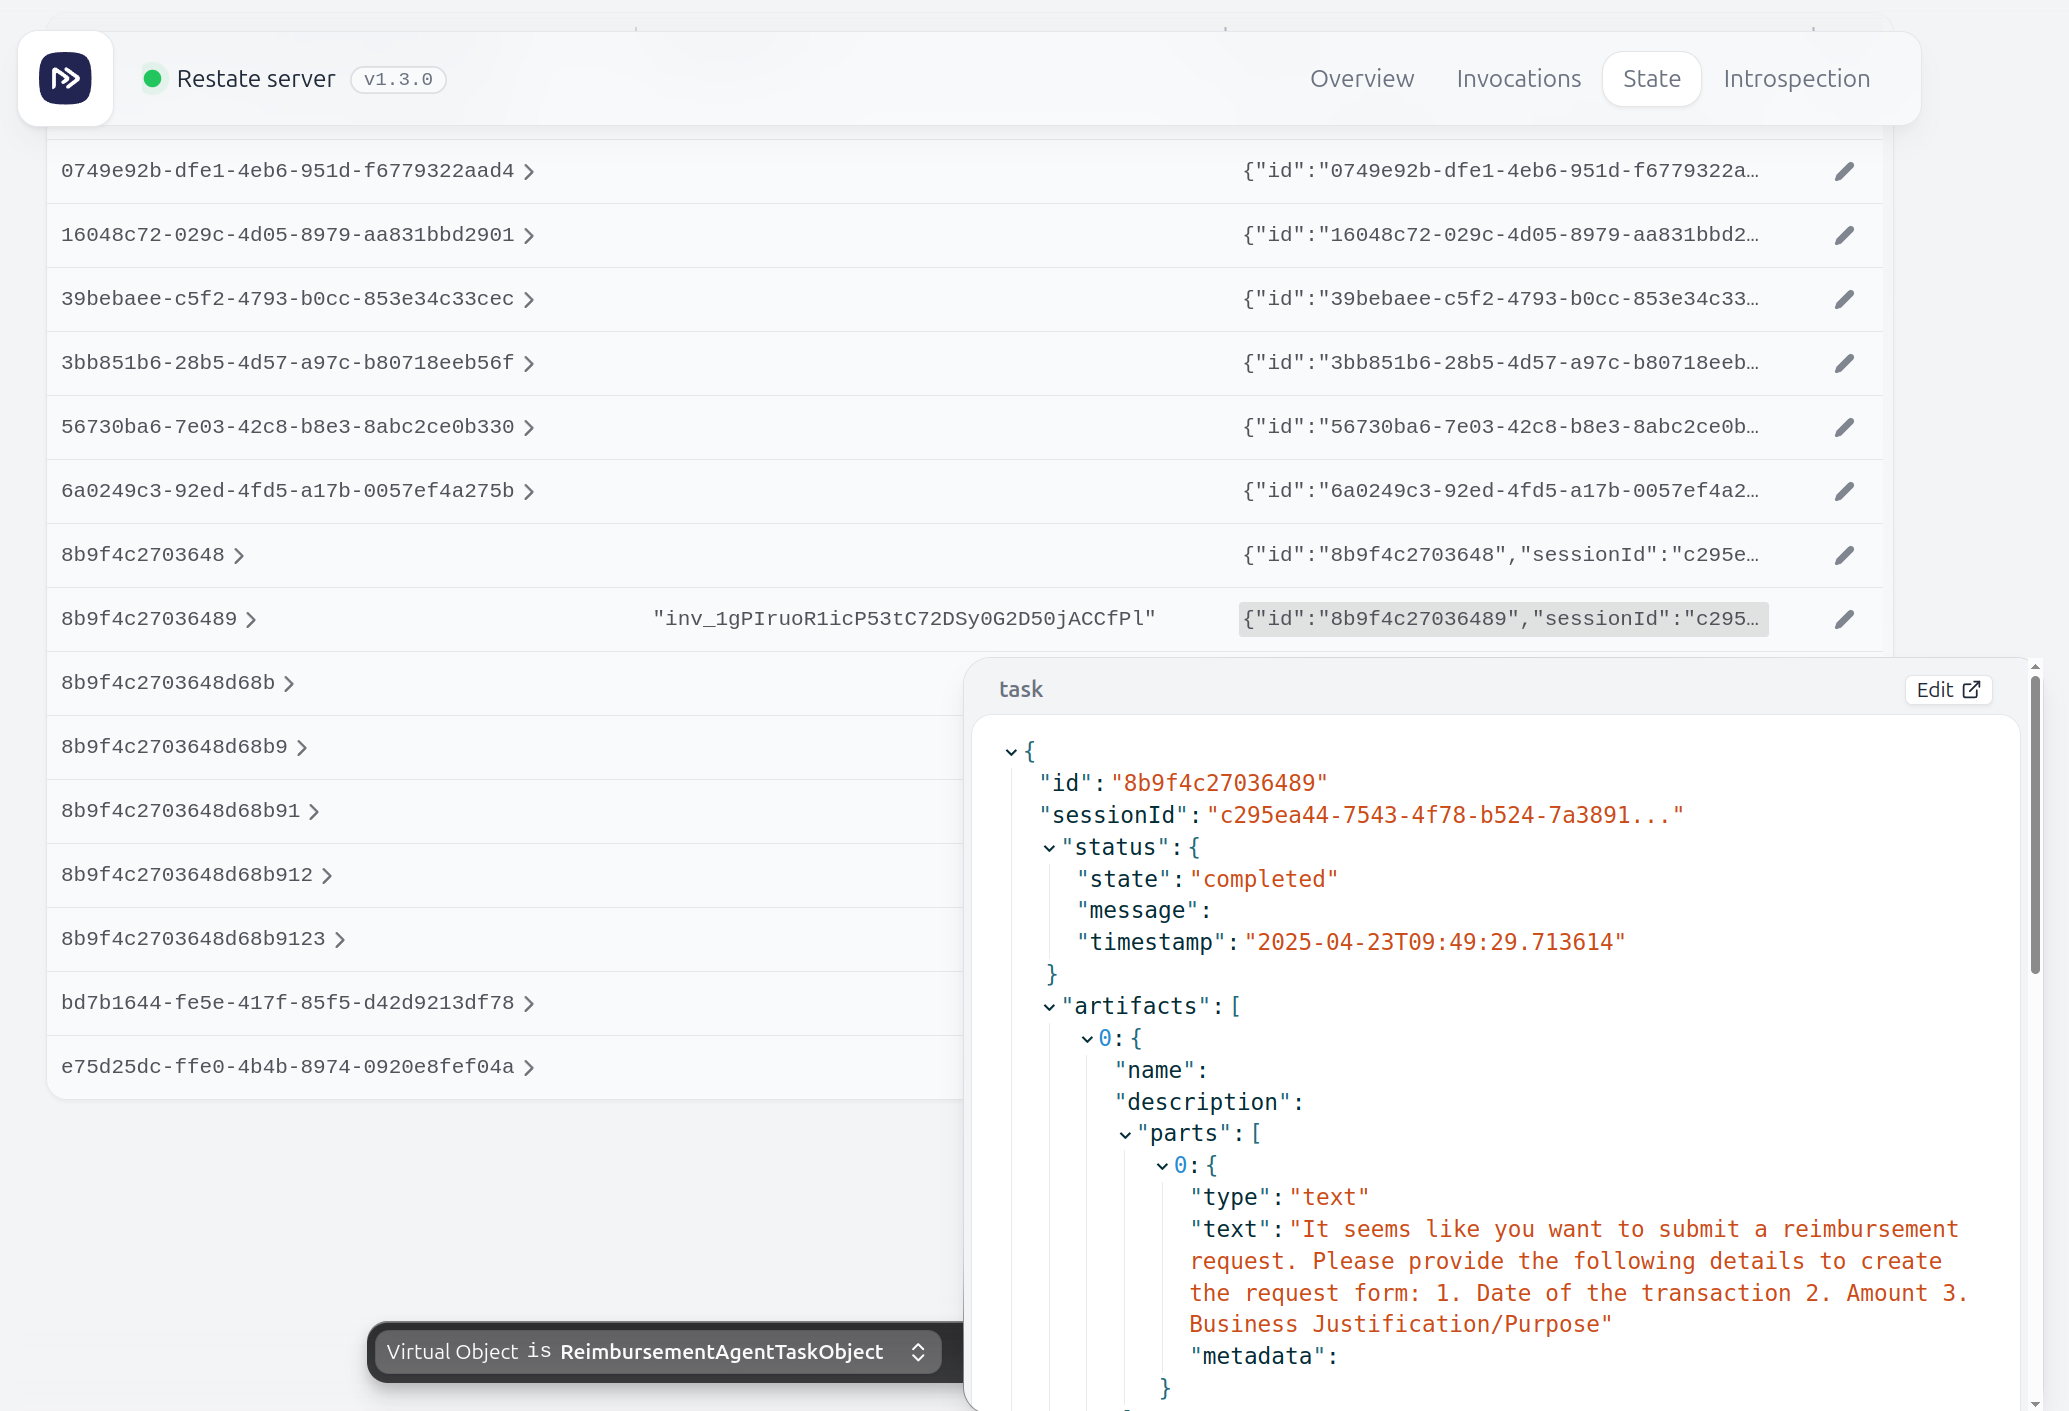 Restate server v1.3.0 Overview Invocations State Introspection
0749e92b-dfe1-4eb6-951d-f6779322aad4 {"id":"0749e92b-dfe1-4eb6-951d-f6779322a…
16048c72-029c-4d05-8979-aa831bbd2901 {"id":"16048c72-029c-4d05-8979-aa831bbd2…
39bebaee-c5f2-4793-b0cc-853e34c33cec {"id":"39bebaee-c5f2-4793-b0cc-853e34c33…
3bb851b6-28b5-4d57-a97c-b80718eeb56f {"id":"3bb851b6-28b5-4d57-a97c-b80718eeb…
56730ba6-7e03-42c8-b8e3-8abc2ce0b330 {"id":"56730ba6-7e03-42c8-b8e3-8abc2ce0b…
6a0249c3-92ed-4fd5-a17b-0057ef4a275b {"id":"6a0249c3-92ed-4fd5-a17b-0057ef4a2…
8b9f4c2703648 {"id":"8b9f4c2703648","sessionId":"c295e…
8b9f4c27036489 "inv_1gPIruoR1icP53tC72DSy0G2D50jACCfPl" {"id":"8b9f4c27036489","sessionId":"c295…
8b9f4c2703648d68b
8b9f4c2703648d68b9
8b9f4c2703648d68b91
8b9f4c2703648d68b912
8b9f4c2703648d68b9123
bd7b1644-fe5e-417f-85f5-d42d9213df78
e75d25dc-ffe0-4b4b-8974-0920e8fef04a
task Edit
{
"id":"8b9f4c27036489"
"sessionId":"c295ea44-7543-4f78-b524-7a3891..."
"status":{
"state":"completed"
"message":
"timestamp":"2025-04-23T09:49:29.713614"
}
"artifacts":[
0:{
"name":
"description":
"parts":[
0:{
"type":"text"
"text":"It seems like you want to submit a reimbursement
request. Please provide the following details to create
the request form: 1. Date of the transaction 2. Amount 3.
Business Justification/Purpose"
"metadata":
}
Virtual Object is ReimbursementAgentTaskObject